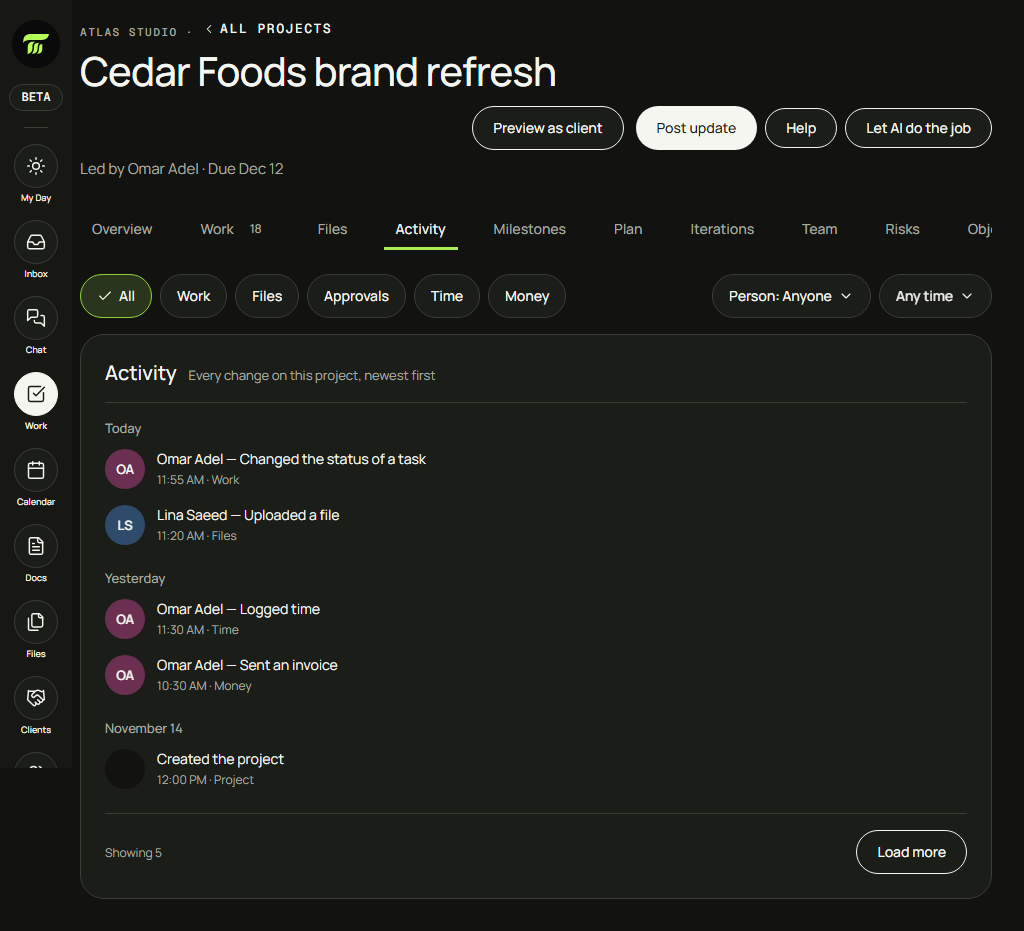 ATLAS STUDIO · ALL PROJECTS
Cedar Foods brand refresh
BETA
Preview as client
Post update
Help
Let AI do the job
Led by Omar Adel · Due Dec 12
My Day
Inbox
Chat
Work
Calendar
Docs
Files
Clients
Overview
Work 18
Files
Activity
Milestones
Plan
Iterations
Team
Risks
All
Work
Files
Approvals
Time
Money
Person: Anyone
Any time
Activity
Every change on this project, newest first
Today
OA
Omar Adel — Changed the status of a task
11:55 AM · Work
LS
Lina Saeed — Uploaded a file
11:20 AM · Files
Yesterday
OA
Omar Adel — Logged time
11:30 AM · Time
OA
Omar Adel — Sent an invoice
10:30 AM · Money
November 14
Created the project
12:00 PM · Project
Showing 5
Load more